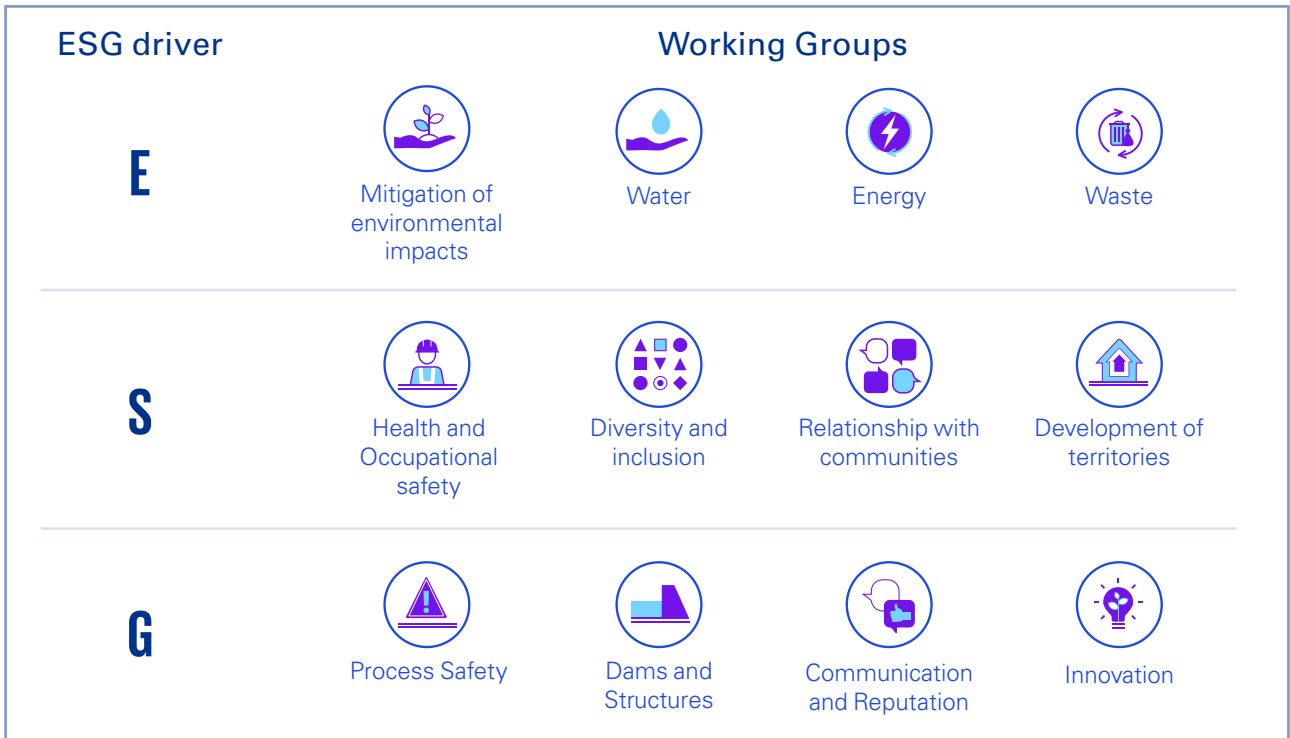 ESG driver
Working Groups
E
Mitigation of
environmental
impacts
Water
Energy
Waste
S
Health and
Occupational
safety
Diversity and
inclusion
Relationship with
communities
Development of
territories
G
Process Safety
Dams and
Structures
Communication
and Reputation
Innovation